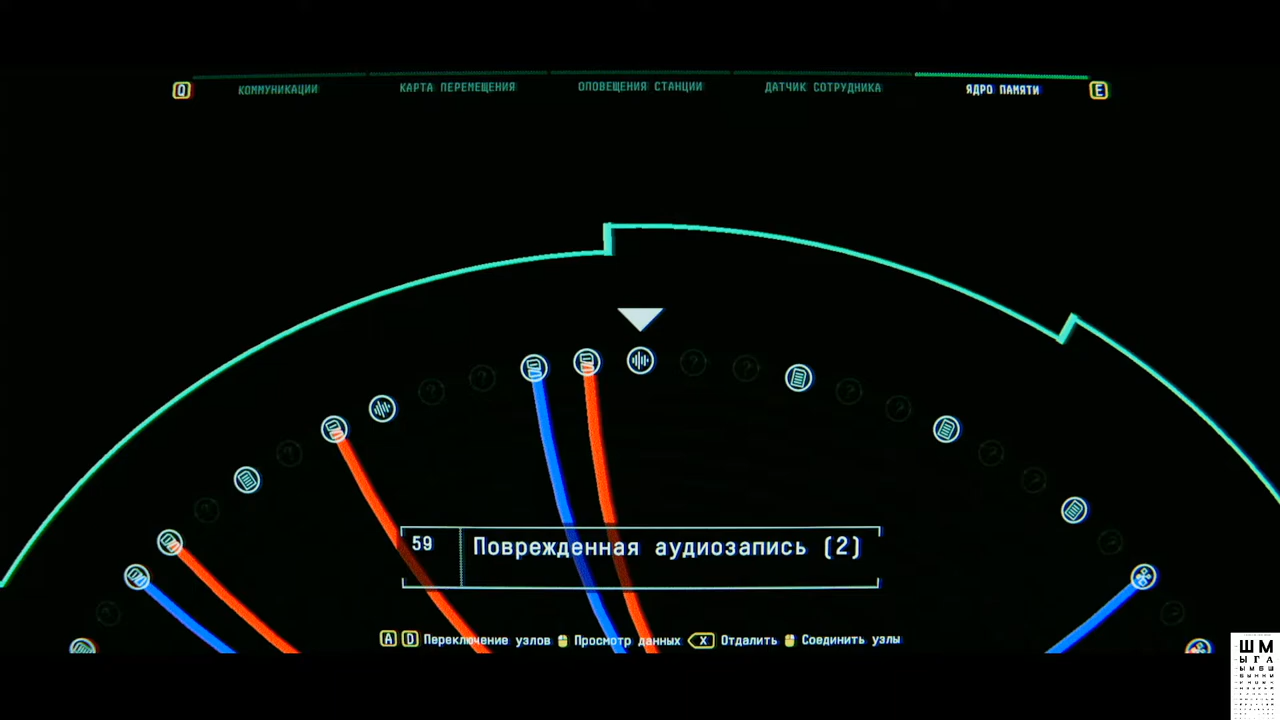 Q КОММУНИКАЦИИ КАРТА ПЕРЕМЕЩЕНИЯ ОПОВЕЩЕНИЯ СТАНЦИИ ДАТЧИК СОТРУДНИКА ЯДРО ПАМЯТИ E
59 Поврежденная аудиозапись (2)
A D Переключение узлов Просмотр данных X Отдалить Соединить узлы
Ш М
Ы Г А
Ы М Б Ш